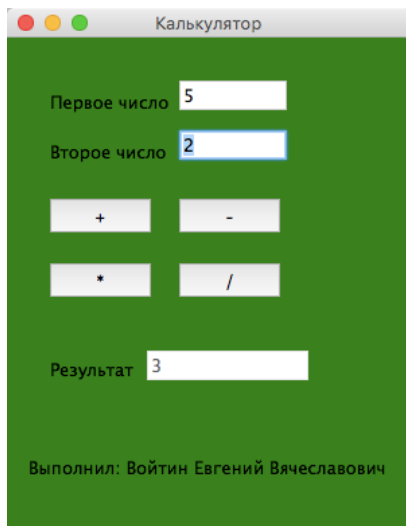 Калькулятор
Первое число 5
Второе число 2
+ -
* /
Результат 3
Выполнил: Войтин Евгений Вячеславович